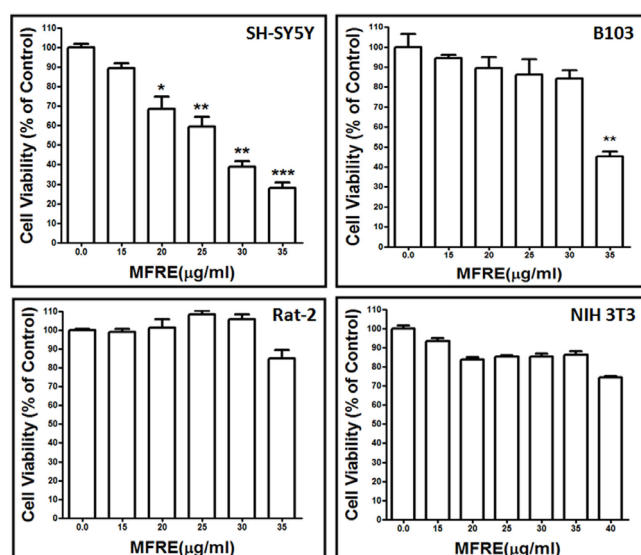 SH-SY5Y
Cell Viability (% of Control)
110
100
90
80
70
60
50
40
30
20
10
0
* ** ** ***
0.0 15 20 25 30 35
MFRE(μg/ml)
B103
Cell Viability (% of Control)
110
100
90
80
70
60
50
40
30
20
10
0
**
0.0 15 20 25 30 35
MFRE(μg/ml)
Rat-2
Cell Viability (% of Control)
110
100
90
80
70
60
50
40
30
20
10
0
0.0 15 20 25 30 35
MFRE(μg/ml)
NIH 3T3
Cell Viability (% of Control)
110
100
90
80
70
60
50
40
30
20
10
0
0.0 15 20 25 30 35 40
MFRE(μg/ml)